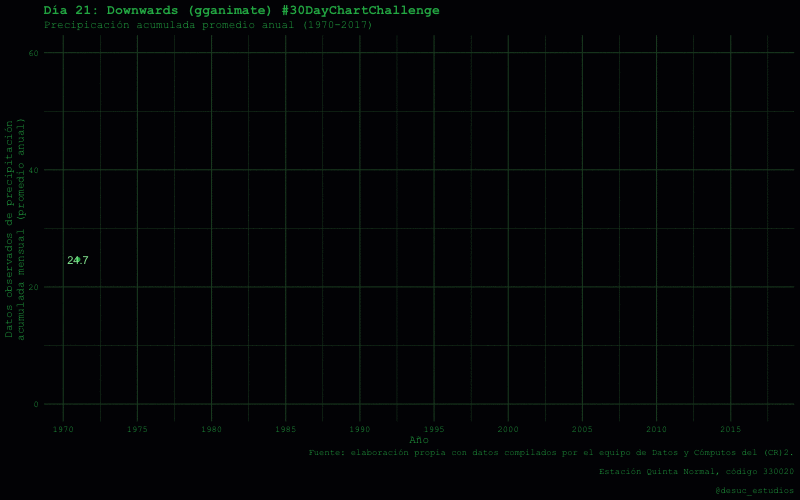 Día 21: Downwards (gganimate) #30DayChartChallenge
Precipicación acumulada promedio anual (1970-2017)
Datos observados de precipitación
acumulada mensual (promedio anual)
60
40
20
0
24.7
1970 1975 1980 1985 1990 1995 2000 2005 2010 2015
Año
Fuente: elaboración propia con datos compilados por el equipo de Datos y Cómputos del (CR)2.
Estación Quinta Normal, código 330020
@desuc_estudios